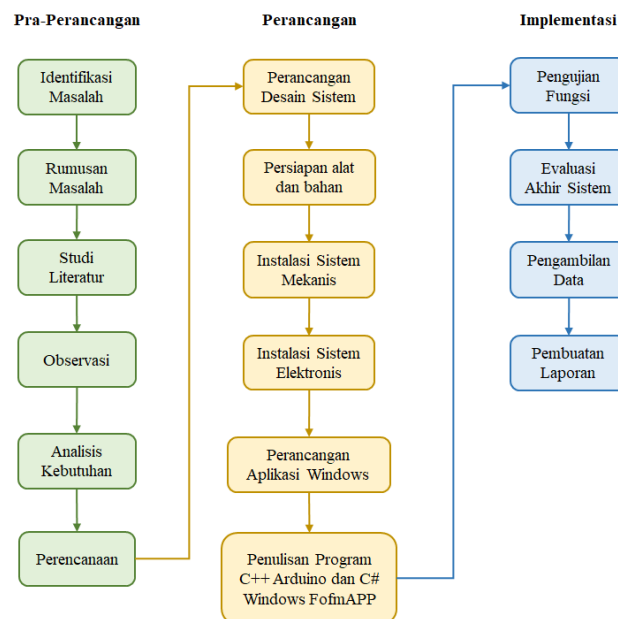 Pra-Perancangan
Identifikasi
Masalah
Rumusan
Masalah
Studi
Literatur
Observasi
Analisis
Kebutuhan
Perencanaan
Perancangan
Perancangan
Desain Sistem
Persiapan alat
dan bahan
Instalasi Sistem
Mekanis
Instalasi Sistem
Elektronis
Perancangan
Aplikasi Windows
Penulisan Program
C++ Arduino dan C#
Windows FofmAPP
Implementasi
Pengujian
Fungsi
Evaluasi
Akhir Sistem
Pengambilan
Data
Pembuatan
Laporan